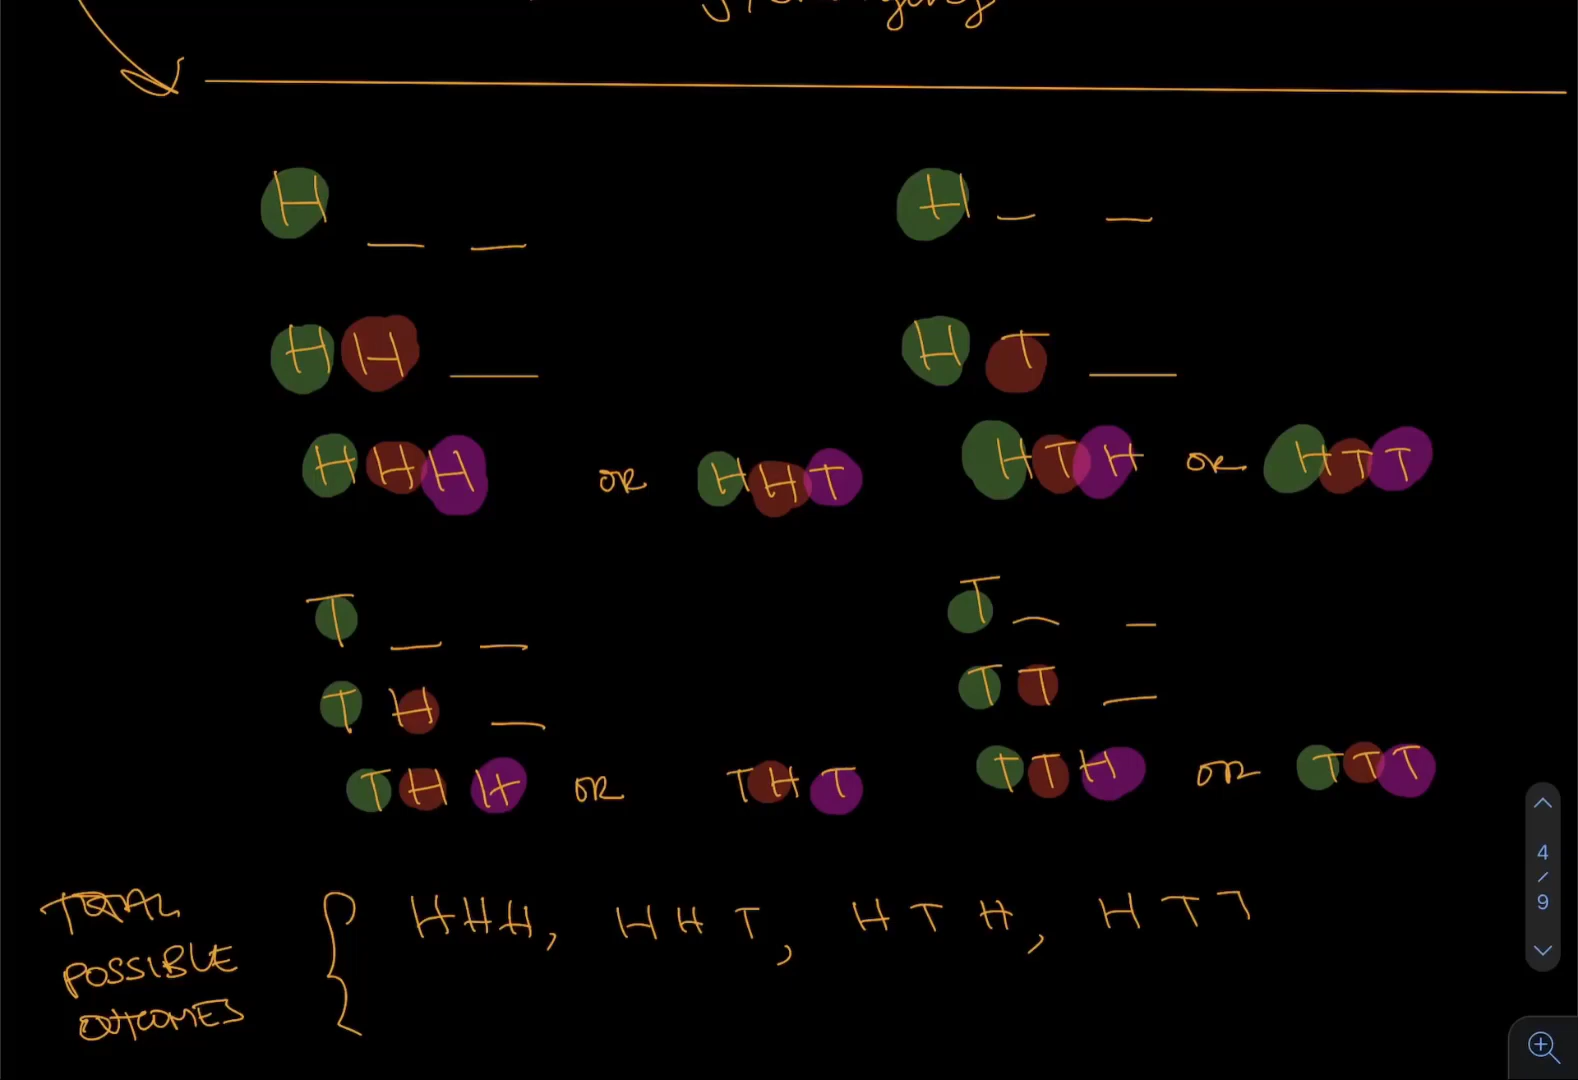 H _ _ H _ _
H H _ H T _
H H H OR H H T H T H OR H T T
T _ _ T _ _
T H _ T T _
T H H OR T H T T T H OR T T T
TOTAL POSSIBLE OUTCOMES { HHH, HHT, HTH, HTT
4
/
9